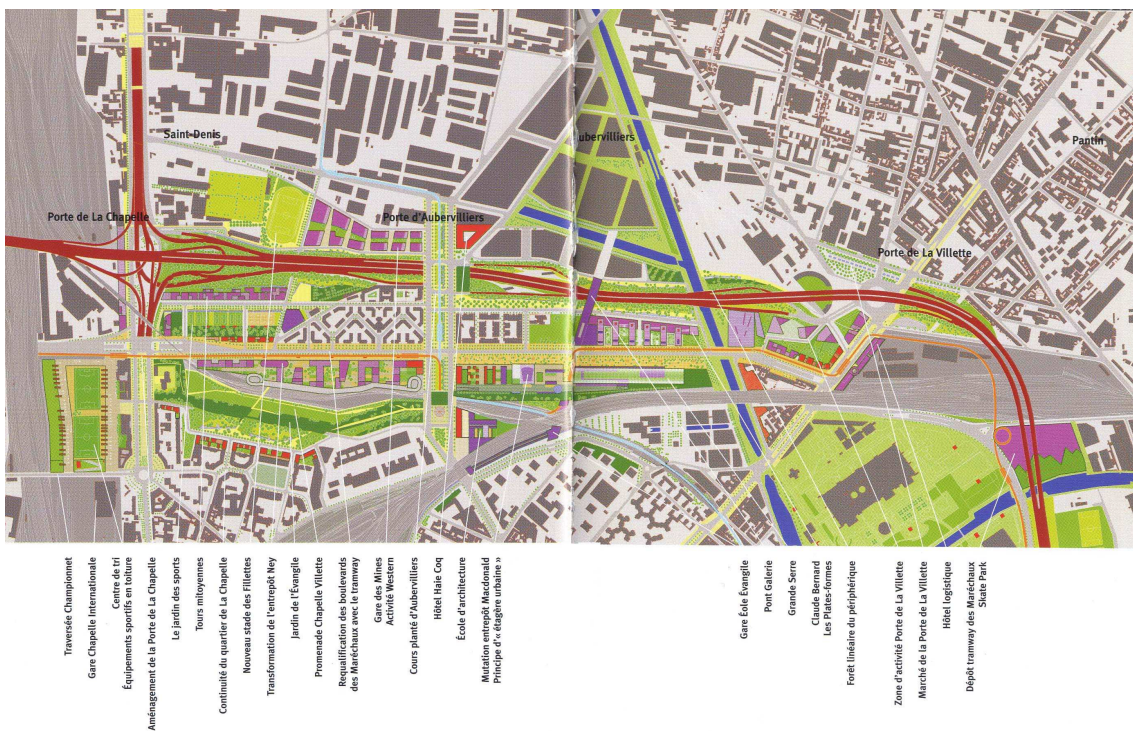 Saint-Denis
Aubervilliers
Pantin
Porte de La Chapelle
Porte d'Aubervilliers
Porte de La Villette
Traversée Championnet
Gare Chapelle Internationale
Centre de tri
Équipements sportifs en toiture
Aménagement de la Porte de La Chapelle
Le jardin des sports
Tours mitoyennes
Continuité du quartier de La Chapelle
Nouveau stade des Fillettes
Transformation de l'entrepôt Ney
Jardin de l'Évangile
Promenade Chapelle Villette
Requalification des boulevards
des Maréchaux avec le tramway
Gare des Mines
Activité Western
Cours planté d'Aubervilliers
Hôtel Haie Coq
École d'architecture
Mutation entrepôt Macdonald
Principe d'« étagère urbaine »
Gare Éole Évangile
Pont Galerie
Grande Serre
Claude Bernard
Les Plates-formes
Forêt linéaire du périphérique
Zone d'activité Porte de La Villette
Marché de la Porte de La Villette
Hôtel logistique
Dépôt tramway des Maréchaux
Skate Park